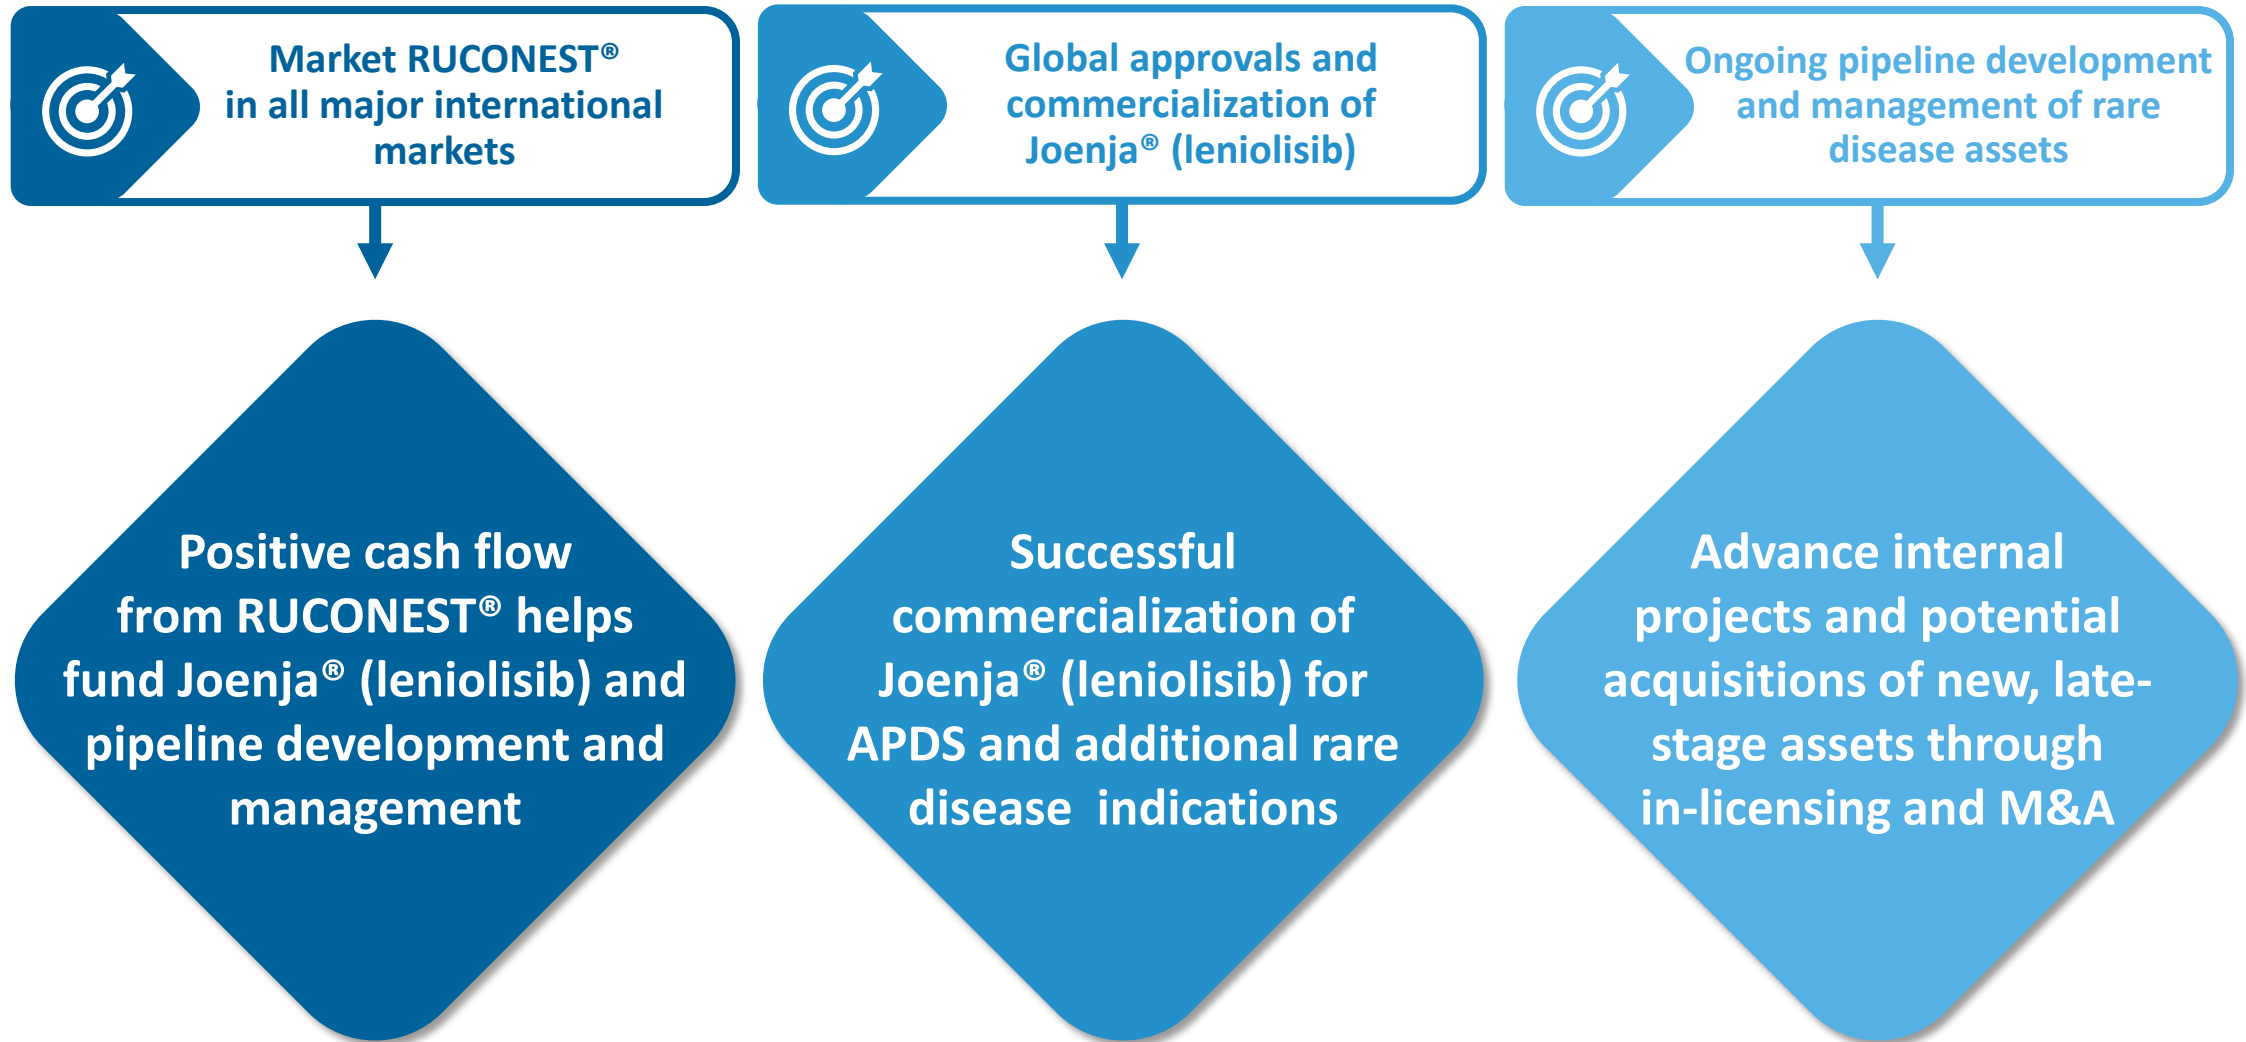 Market RUCONEST®
in all major international
markets
Global approvals and
commercialization of
Joenja® (leniolisib)
Ongoing pipeline development
and management of rare
disease assets
Positive cash flow
from RUCONEST® helps
fund Joenja® (leniolisib) and
pipeline development and
management
Successful
commercialization of
Joenja® (leniolisib) for
APDS and additional rare
disease  indications
Advance internal
projects and potential
acquisitions of new, late-
stage assets through
in-licensing and M&A